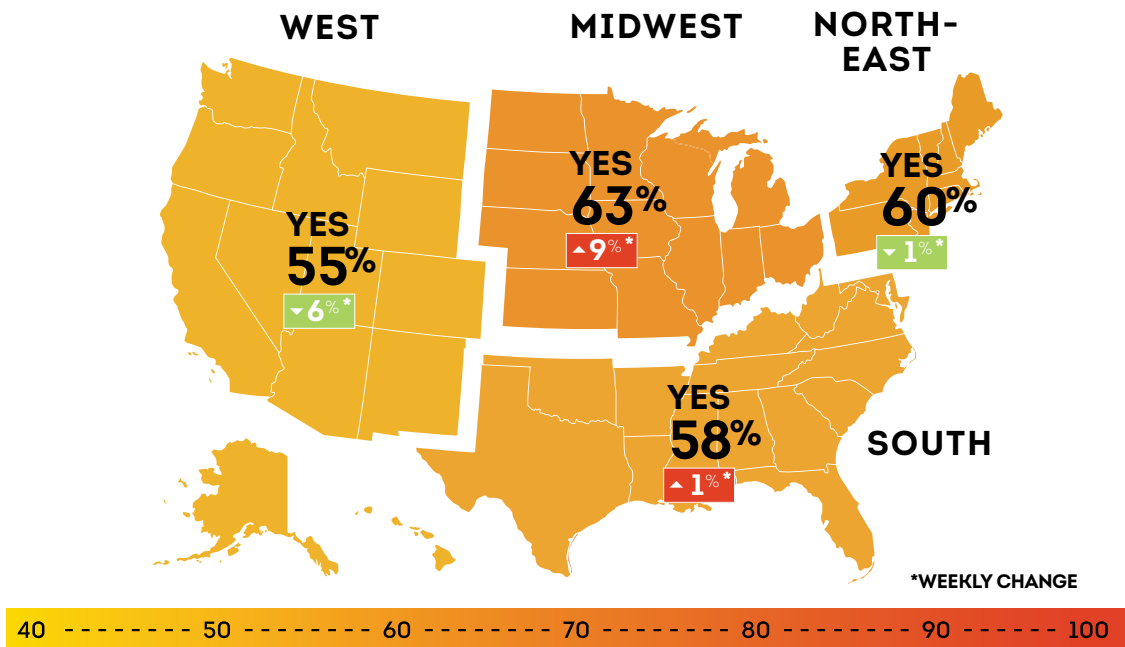 WEST
MIDWEST
NORTH-
EAST
YES
55%
▼6%*
YES
63%
▲9%*
YES
60%
▼1%*
YES
58%
▲1%*
SOUTH
*WEEKLY CHANGE
40 -------- 50 -------- 60 -------- 70 -------- 80 -------- 90 -------- 100